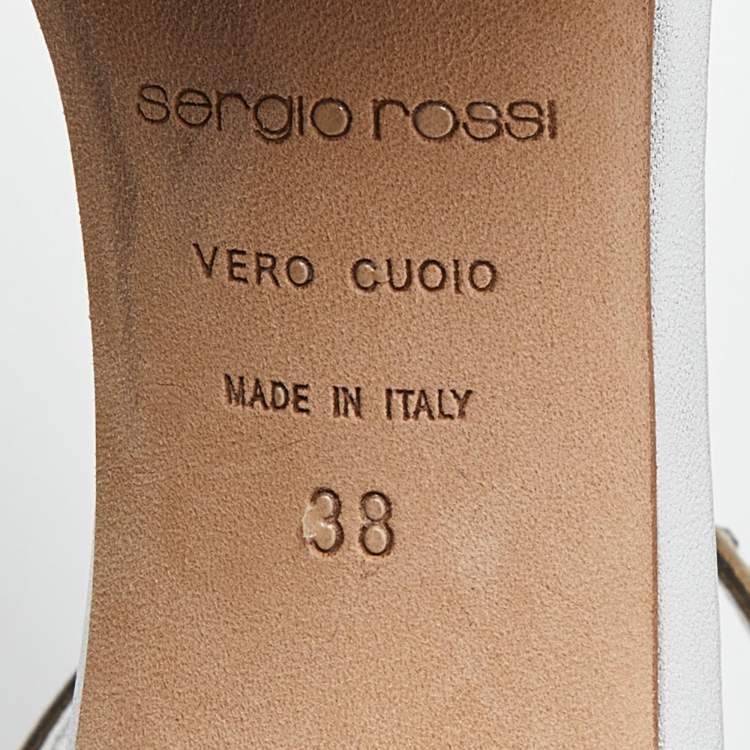 sergio rossi
VERO CUOIO
MADE IN ITALY
38